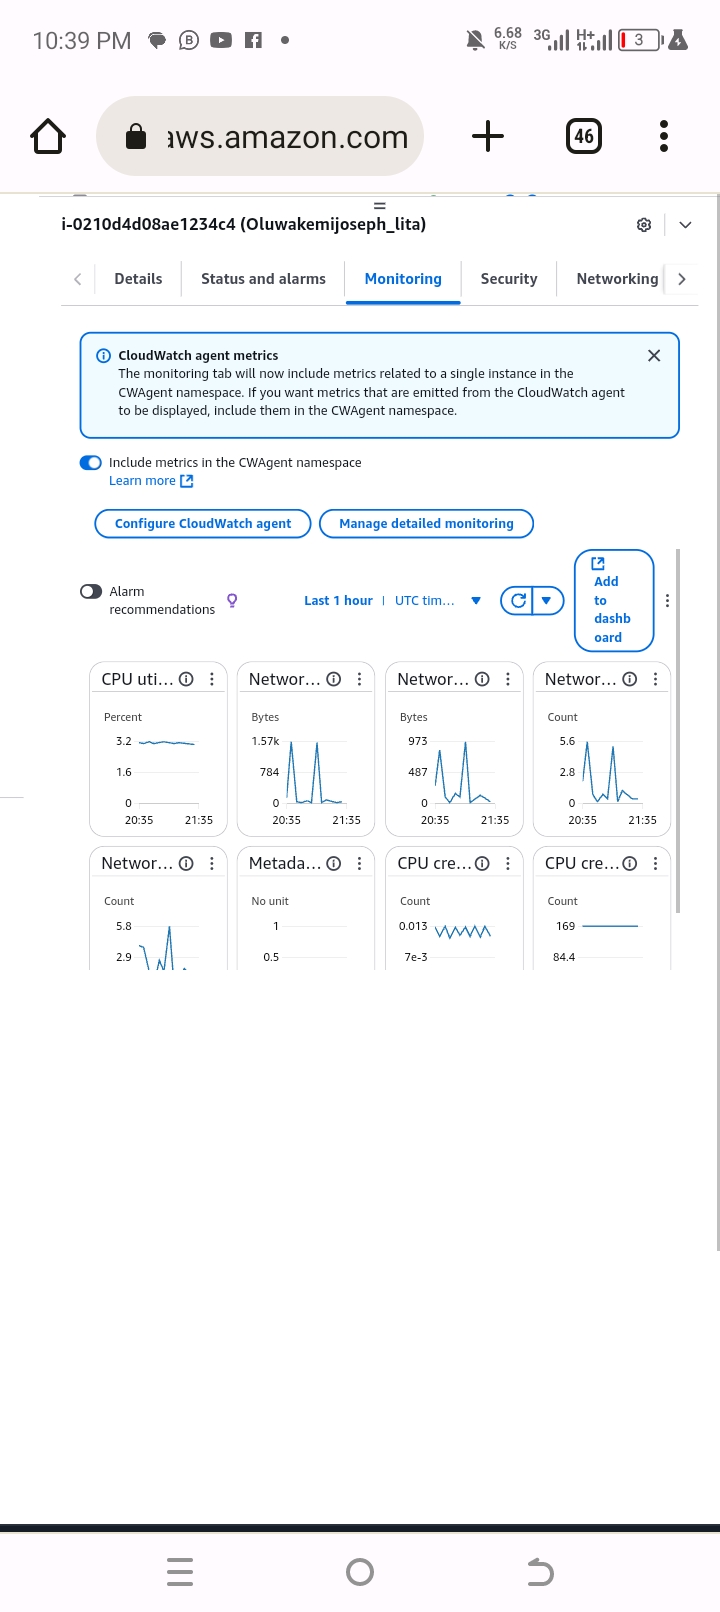 10:39 PM
6.68
K/S
3G
H+
3
aws.amazon.com
46
i-0210d4d08ae1234c4 (Oluwakemijoseph_lita)
Details
Status and alarms
Monitoring
Security
Networking
CloudWatch agent metrics
The monitoring tab will now include metrics related to a single instance in the
CWAgent namespace. If you want metrics that are emitted from the CloudWatch agent
to be displayed, include them in the CWAgent namespace.
Include metrics in the CWAgent namespace
Learn more
Configure CloudWatch agent
Manage detailed monitoring
Alarm
recommendations
Last 1 hour
UTC tim...
Add
to
dashb
oard
CPU uti...
Percent
3.2
1.6
0
20:35
21:35
Networ...
Bytes
1.57k
784
0
20:35
21:35
Networ...
Bytes
973
487
0
20:35
21:35
Networ...
Count
5.6
2.8
0
20:35
21:35
Networ...
Count
5.8
2.9
Metada...
No unit
1
0.5
CPU cre...
Count
0.013
7e-3
CPU cre...
Count
169
84.4